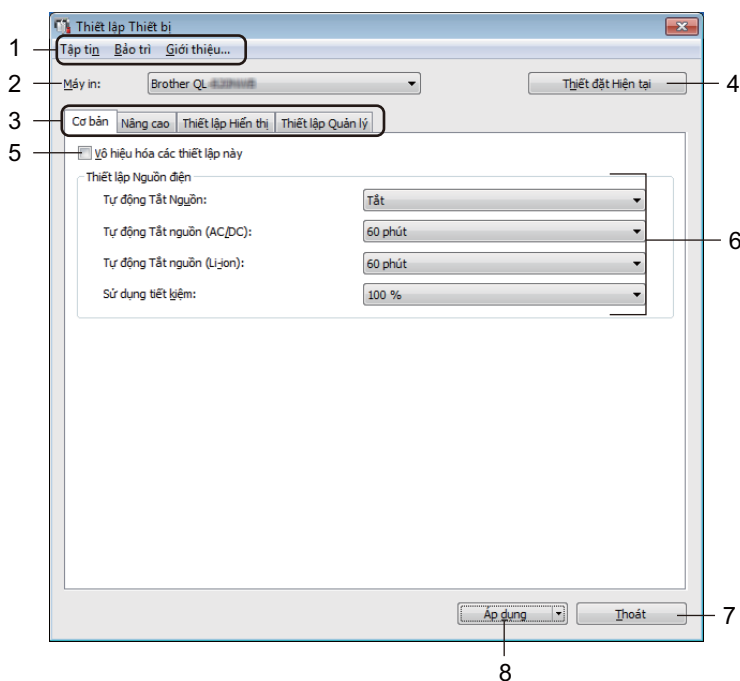 Thiết lập Thiết bị
1 Tập tin Bảo trì Giới thiệu...
2 Máy in: Brother QL 4
Thiết đặt Hiện tại
3 Cơ bản Nâng cao Thiết lập Hiển thị Thiết lập Quản lý
5 Vô hiệu hóa các thiết lập này
Thiết lập Nguồn điện
Tự động Tắt Nguồn: Tắt
Tự động Tắt nguồn (AC/DC): 60 phút 6
Tự động Tắt nguồn (Li-ion): 60 phút
Sử dụng tiết kiệm: 100 %
Áp dụng Thoát 7
8